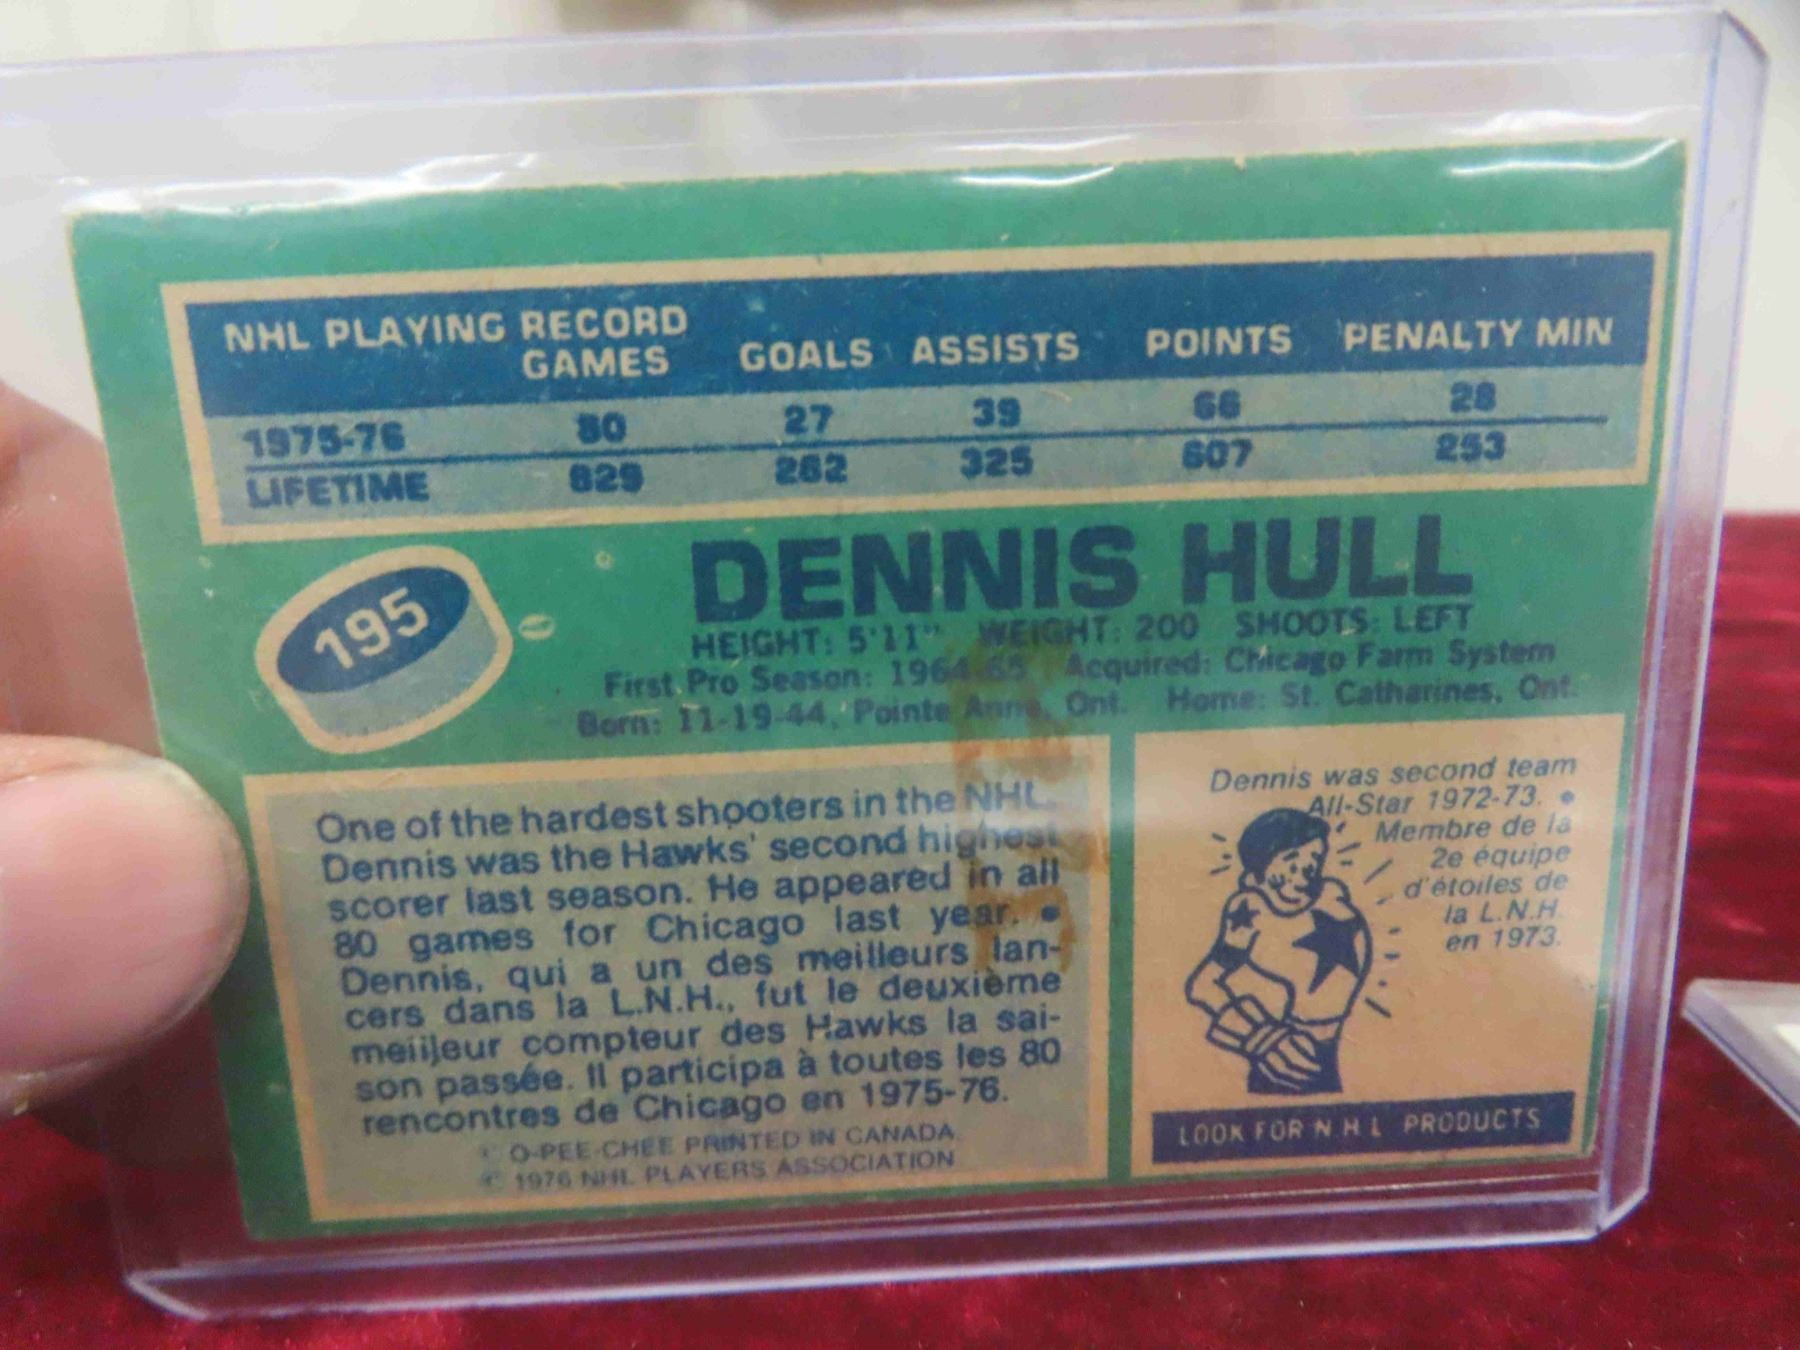 NHL PLAYING RECORD
GAMES GOALS ASSISTS POINTS PENALTY MIN
1975-76 80 27 39 66 28
LIFETIME 829 282 325 607 253
195
DENNIS HULL
HEIGHT: 5'11" WEIGHT: 200 SHOOTS: LEFT
First Pro Season: 1964-65 Acquired: Chicago Farm System
Born: 11-19-44, Pointe Anne, Ont. Home: St. Catharines, Ont.
One of the hardest shooters in the NHL,
Dennis was the Hawks' second highest
scorer last season. He appeared in all
80 games for Chicago last year. •
Dennis, qui a un des meilleurs lan-
cers dans la L.N.H., fut le deuxième
meilleur compteur des Hawks la sai-
son passée. Il participa à toutes les 80
rencontres de Chicago en 1975-76.
© O-PEE-CHEE PRINTED IN CANADA
© 1976 NHL PLAYERS ASSOCIATION
Dennis was second team
All-Star 1972-73. •
Membre de la
2e équipe
d'étoiles de
la L.N.H.
en 1973.
LOOK FOR N.H.L. PRODUCTS